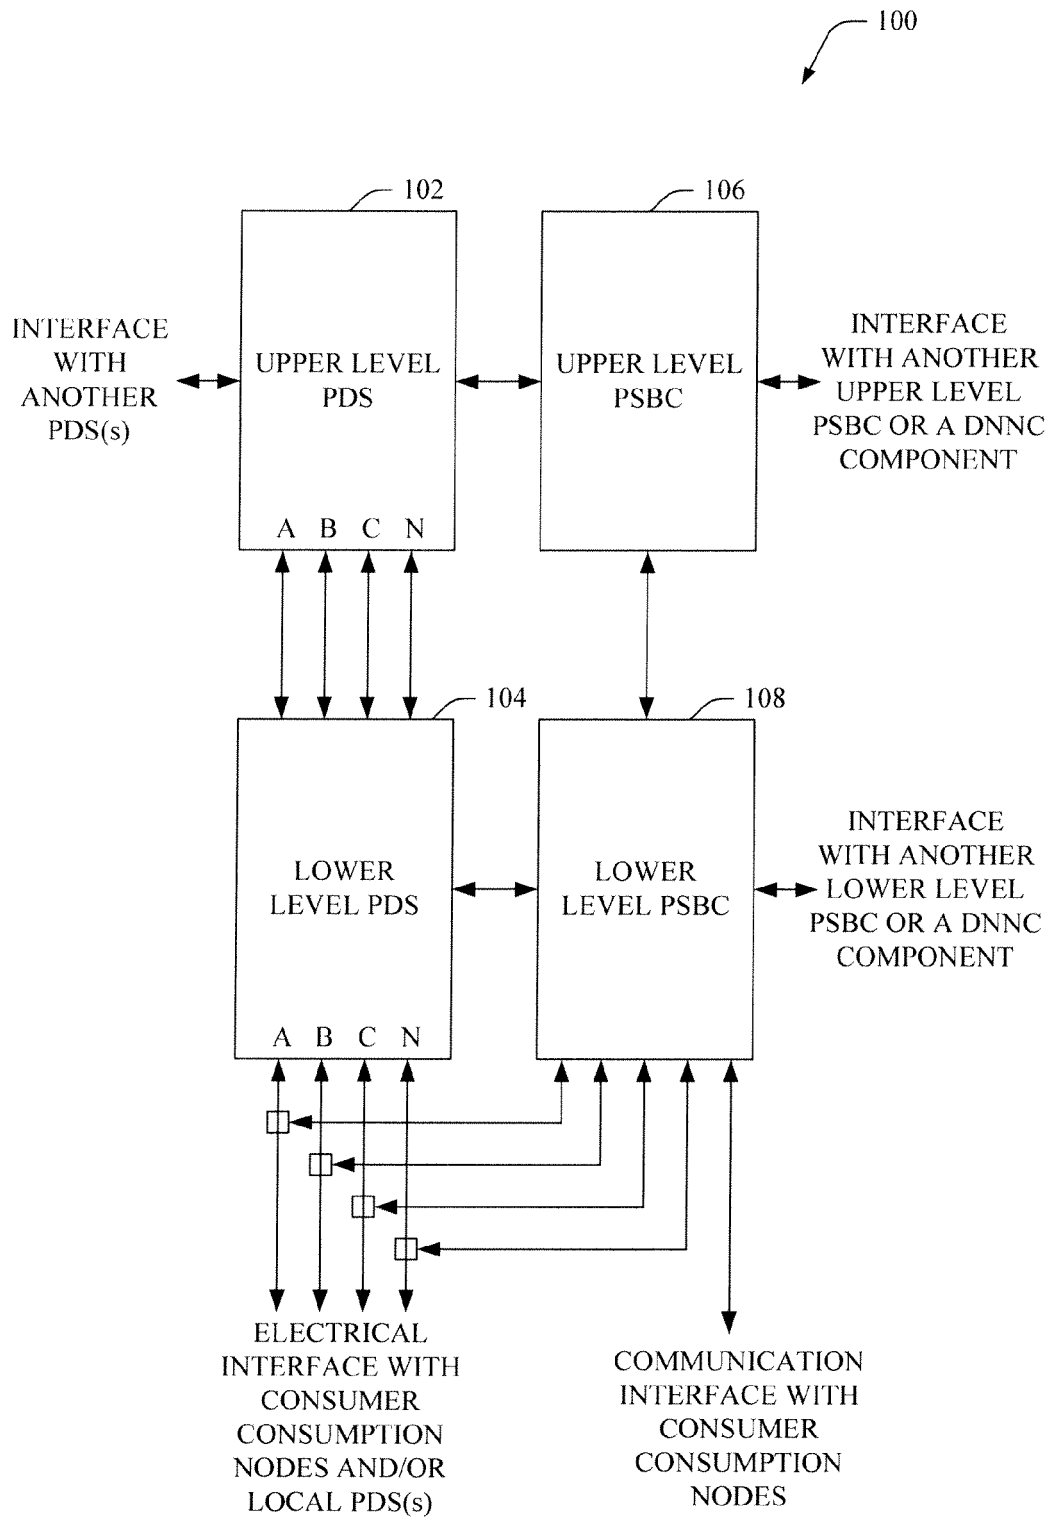 100
102
106
INTERFACE
WITH
ANOTHER
PDS(s)
UPPER LEVEL
PDS
UPPER LEVEL
PSBC
INTERFACE
WITH ANOTHER
UPPER LEVEL
PSBC OR A DNNC
COMPONENT
A B C N
104
108
LOWER
LEVEL PDS
LOWER
LEVEL PSBC
INTERFACE
WITH ANOTHER
LOWER LEVEL
PSBC OR A DNNC
COMPONENT
A B C N
ELECTRICAL
INTERFACE WITH
CONSUMER
CONSUMPTION
NODES AND/OR
LOCAL PDS(s)
COMMUNICATION
INTERFACE WITH
CONSUMER
CONSUMPTION
NODES